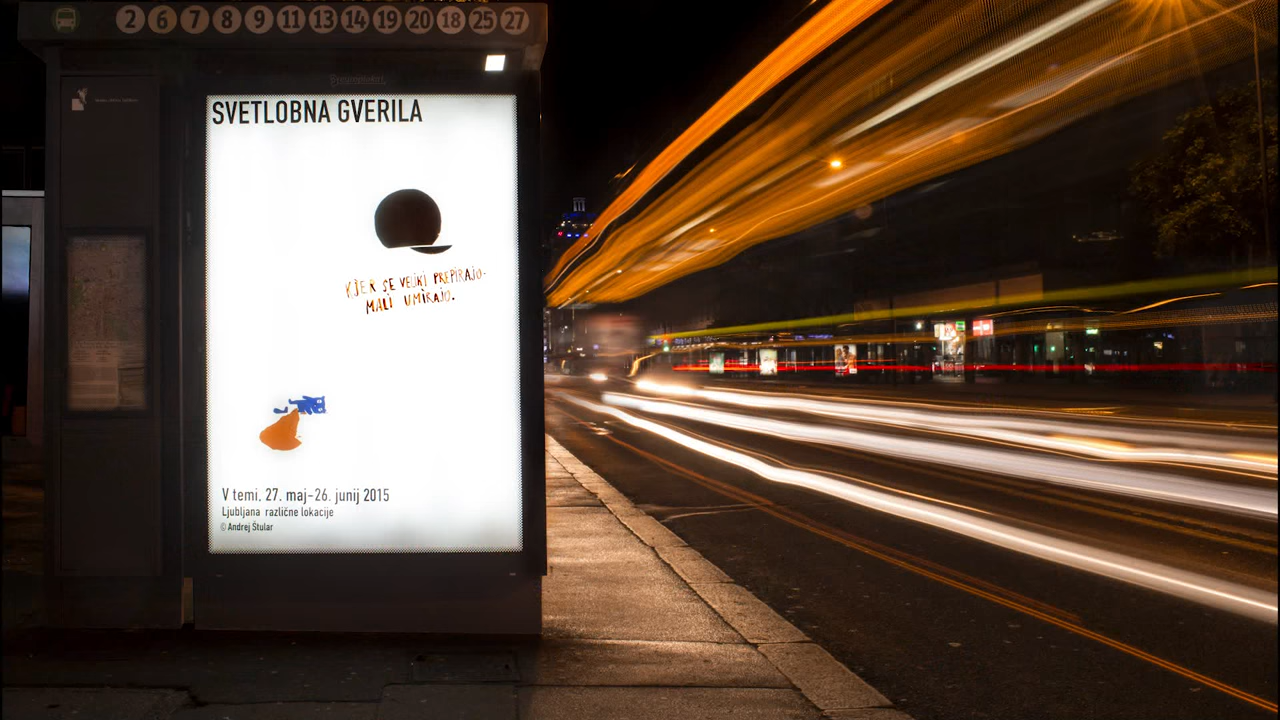 2 6 7 8 9 11 13 14 19 20 18 25 27
SVETLOBNA GVERILA
KJER SE VELIKI PREPIRAJO-
MALI UMIRAJO.
V temi, 27. maj-26. junij 2015
Ljubljana različne lokacije
© Andrej Štular